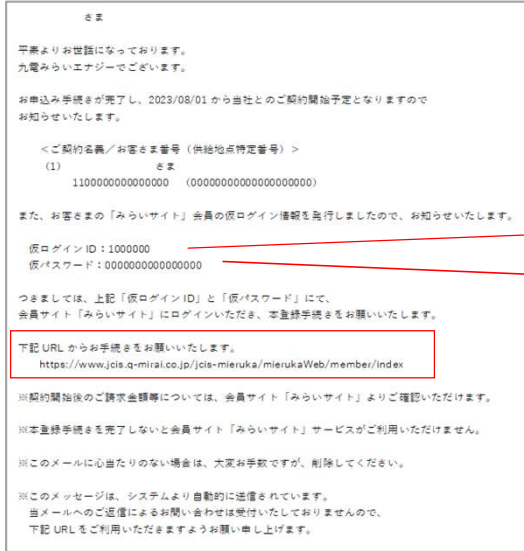 さま
平素よりお世話になっております。
九電みらいエナジーでございます。
お申込み手続きが完了し、2023/08/01 から当社とのご契約開始予定となりますので
お知らせいたします。
<ご契約名義/お客さま番号（供給地点特定番号）>
(1) さま
1100000000000000 （0000000000000000000000）
また、お客さまの「みらいサイト」会員の仮ログイン情報を発行しましたので、お知らせいたします。
仮ログイン ID：1000000
仮パスワード：0000000000000000
つきましては、上記「仮ログイン ID」と「仮パスワード」にて、
会員サイト「みらいサイト」にログインいただき、本登録手続きをお願いいたします。
下記 URL からお手続きをお願いいたします。
https://www.jcis.q-mirai.co.jp/jcis-mieruka/mierukaWeb/member/index
※契約開始後のご請求金額等については、会員サイト「みらいサイト」よりご確認いただけます。
※本登録手続きを完了しないと会員サイト「みらいサイト」サービスがご利用いただけません。
※このメールに心当たりのない場合は、大変お手数ですが、削除してください。
※このメッセージは、システムより自動的に送信されています。
当メールへのご返信によるお問い合わせは受付いたしておりませんので、
下記 URL をご利用いただきますようお願い申し上げます。